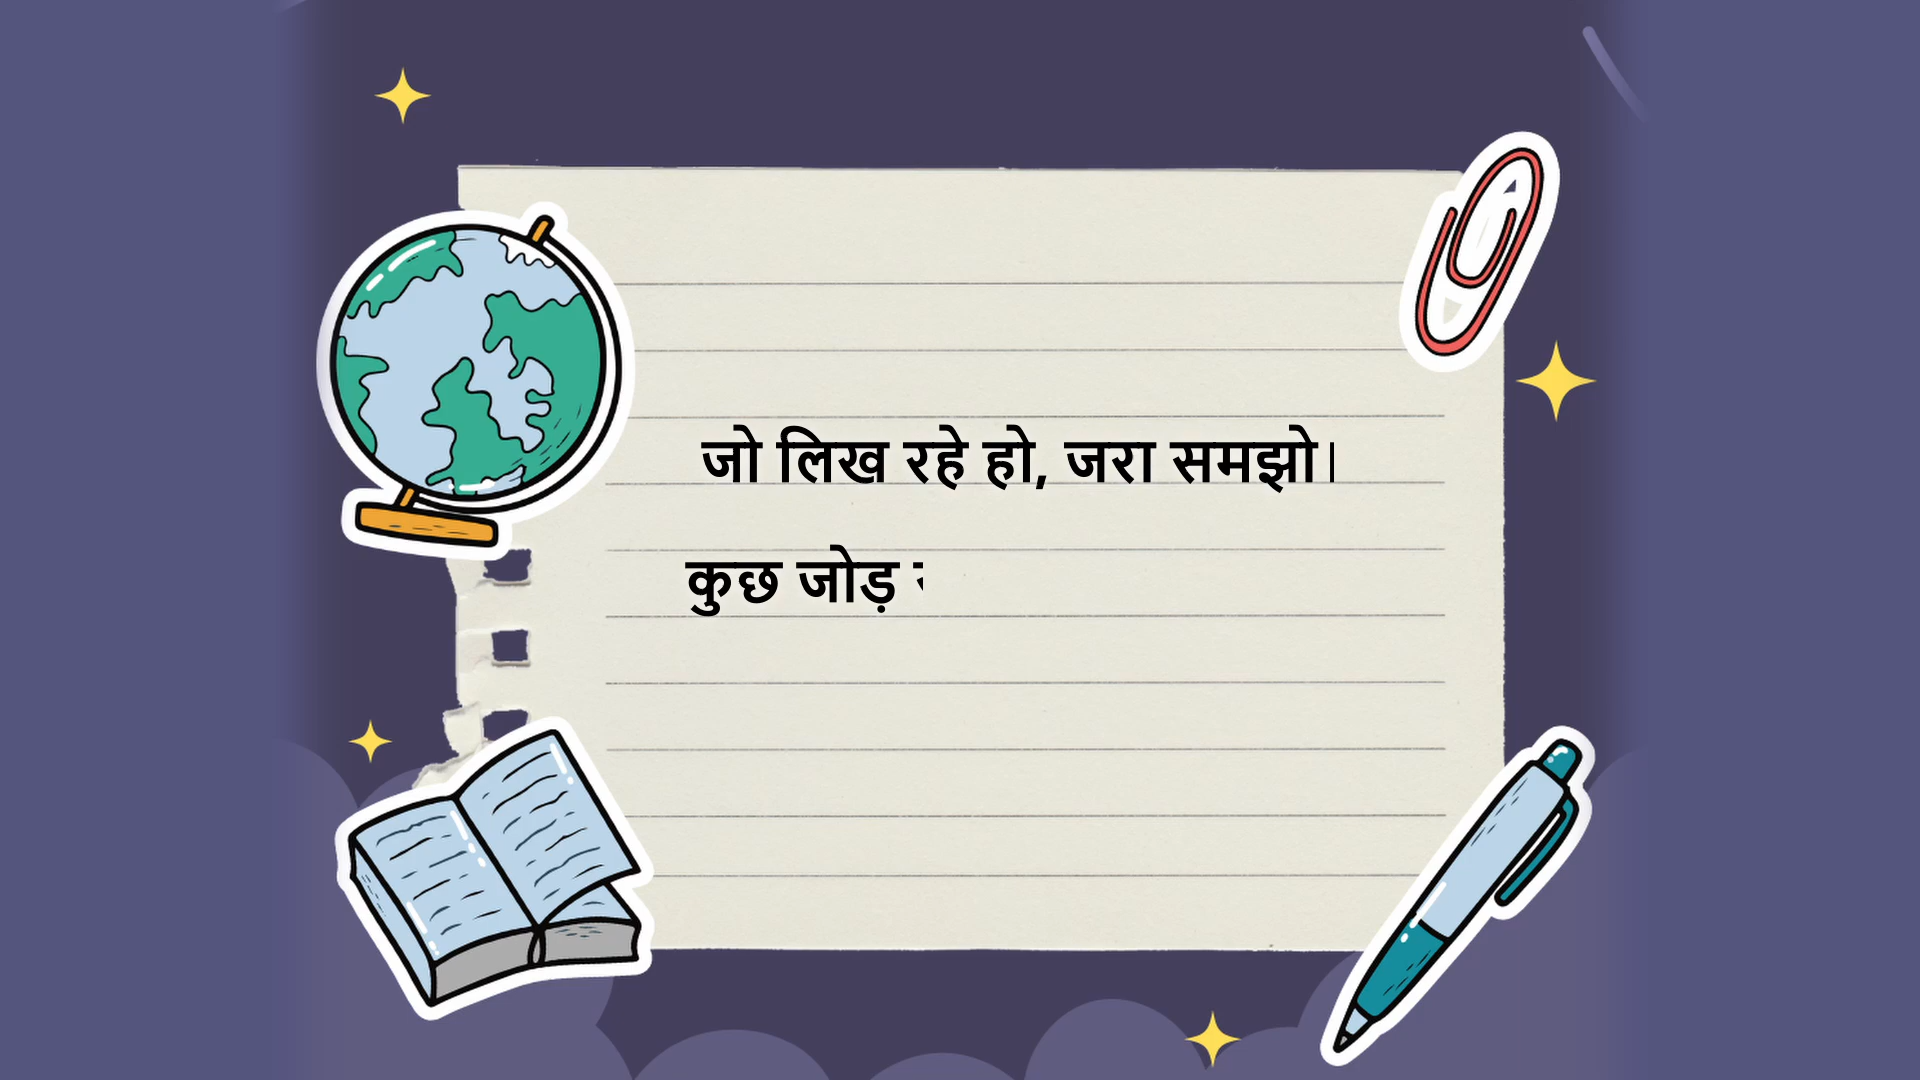 जो लिख रहे हो, जरा समझो।
कुछ जोड़